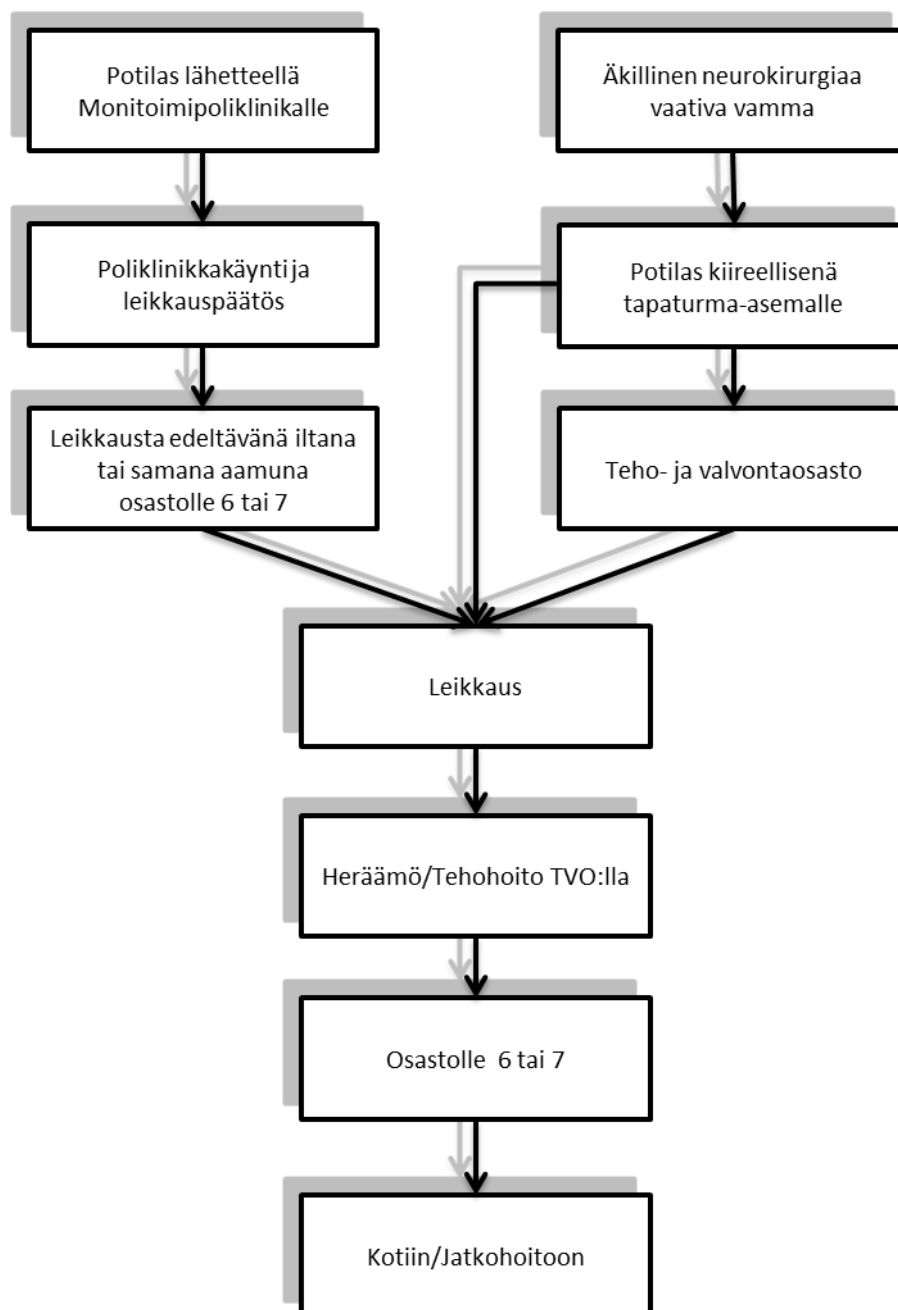 Potilas lähetteellä
Monitoimipoliklinikalle
Äkillinen neurokirurgiaa
vaativa vamma
Poliklinikkakäynti ja
leikkauspäätös
Potilas kiireellisenä
tapaturma-asemalle
Leikkausta edeltävänä iltana
tai samana aamuna
osastolle 6 tai 7
Teho- ja valvontaosasto
Leikkaus
Heräämö/Tehohoito TVO:lla
Osastolle 6 tai 7
Kotiin/Jatkohoitoon